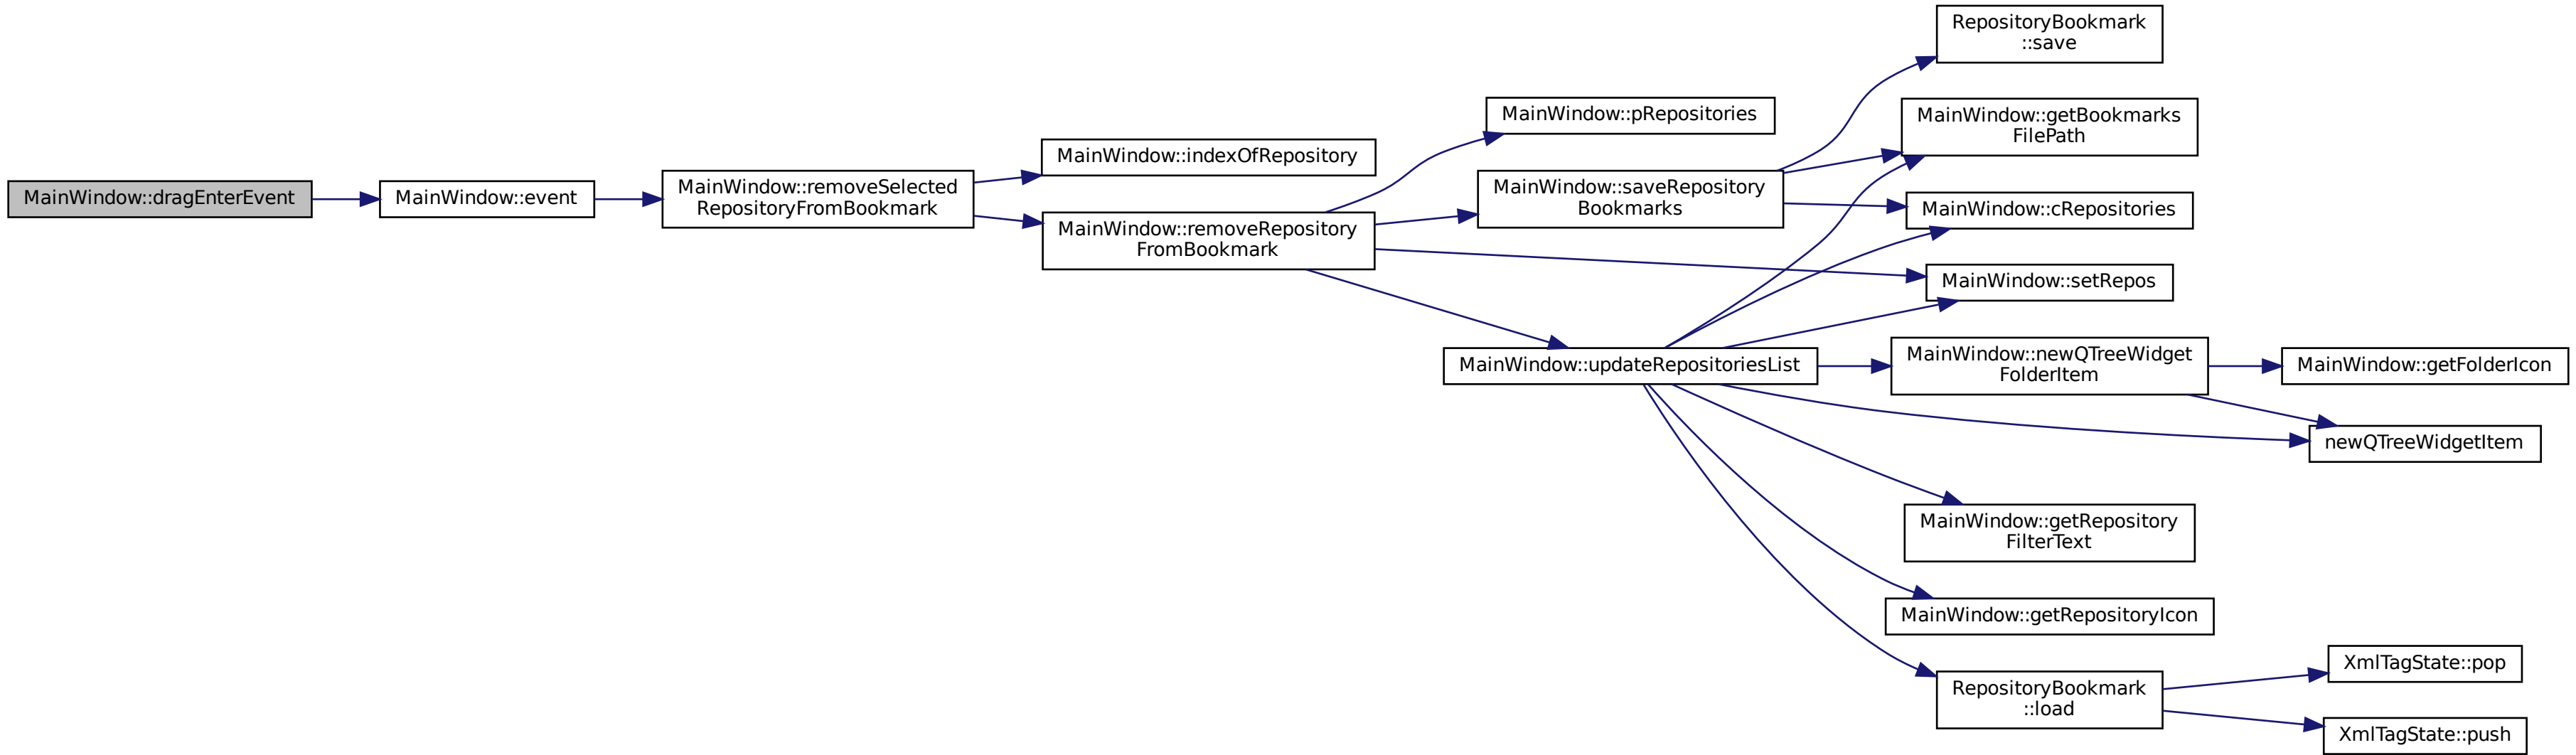 MainWindow::dragEnterEvent
MainWindow::event
MainWindow::removeSelected
RepositoryFromBookmark
MainWindow::indexOfRepository
MainWindow::removeRepository
FromBookmark
MainWindow::pRepositories
MainWindow::saveRepository
Bookmarks
MainWindow::updateRepositoriesList
RepositoryBookmark
::save
MainWindow::getBookmarks
FilePath
MainWindow::cRepositories
MainWindow::setRepos
MainWindow::newQTreeWidget
FolderItem
MainWindow::getFolderIcon
newQTreeWidgetItem
MainWindow::getRepository
FilterText
MainWindow::getRepositoryIcon
RepositoryBookmark
::load
XmlTagState::pop
XmlTagState::push